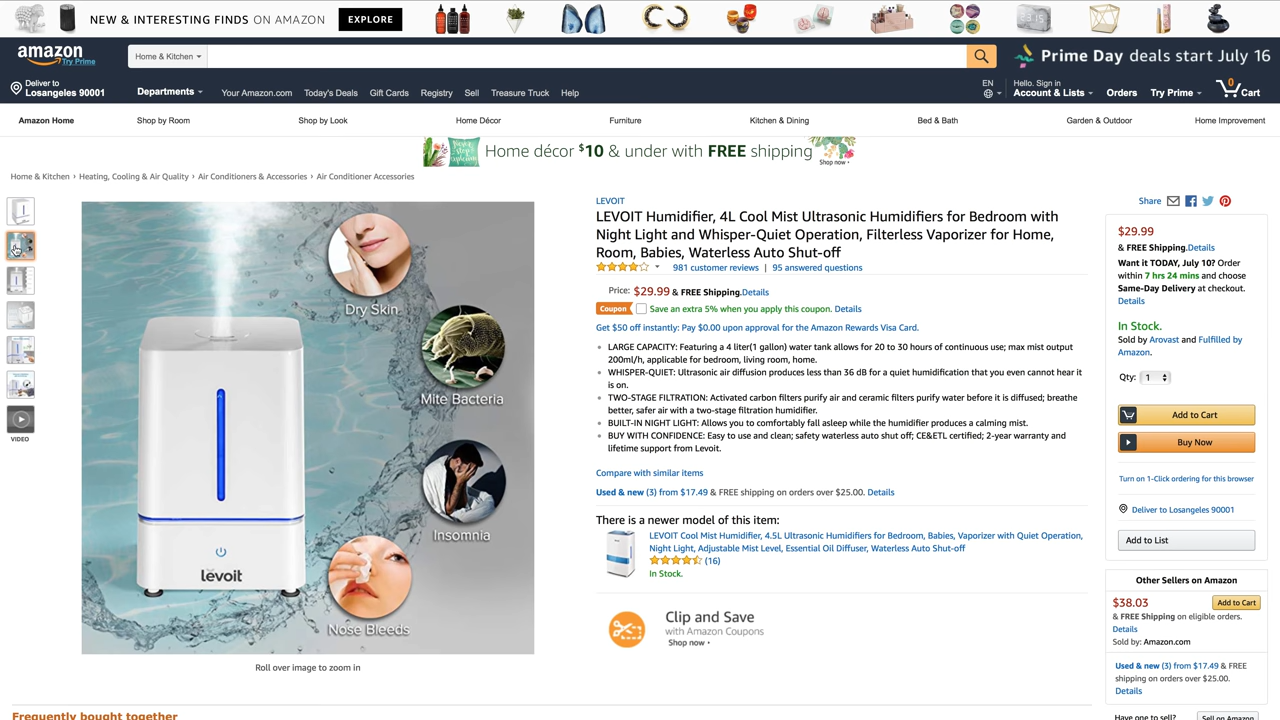 NEW & INTERESTING FINDS ON AMAZON
EXPLORE
amazon
Try Prime
Home & Kitchen
Prime Day deals start July 16
Deliver to
Losangeles 90001
Departments
Your Amazon.com
Today's Deals
Gift Cards
Registry
Sell
Treasure Truck
Help
EN
Hello. Sign in
Account & Lists
Orders
Try Prime
0
Cart
Amazon Home
Shop by Room
Shop by Look
Home Décor
Furniture
Kitchen & Dining
Bed & Bath
Garden & Outdoor
Home Improvement
Home décor $10 & under with FREE shipping
Shop now ›
Home & Kitchen › Heating, Cooling & Air Quality › Air Conditioners & Accessories › Air Conditioner Accessories
VIDEO
Dry Skin
Mite Bacteria
Insomnia
Nose Bleeds
levoit
Roll over image to zoom in
LEVOIT
LEVOIT Humidifier, 4L Cool Mist Ultrasonic Humidifiers for Bedroom with
Night Light and Whisper-Quiet Operation, Filterless Vaporizer for Home,
Room, Babies, Waterless Auto Shut-off
981 customer reviews | 95 answered questions
Price: $29.99 & FREE Shipping.Details
Coupon Save an extra 5% when you apply this coupon. Details
Get $50 off instantly: Pay $0.00 upon approval for the Amazon Rewards Visa Card.
• LARGE CAPACITY: Featuring a 4 liter(1 gallon) water tank allows for 20 to 30 hours of continuous use; max mist output
200ml/h, applicable for bedroom, living room, home.
• WHISPER-QUIET: Ultrasonic air diffusion produces less than 36 dB for a quiet humidification that you even cannot hear it
is on.
• TWO-STAGE FILTRATION: Activated carbon filters purify air and ceramic filters purify water before it is diffused; breathe
better, safer air with a two-stage filtration humidifier.
• BUILT-IN NIGHT LIGHT: Allows you to comfortably fall asleep while the humidifier produces a calming mist.
• BUY WITH CONFIDENCE: Easy to use and clean; safety waterless auto shut off; CE&ETL certified; 2-year warranty and
lifetime support from Levoit.
Compare with similar items
Used & new (3) from $17.49 & FREE shipping on orders over $25.00. Details
There is a newer model of this item:
LEVOIT Cool Mist Humidifier, 4.5L Ultrasonic Humidifiers for Bedroom, Babies, Vaporizer with Quiet Operation,
Night Light, Adjustable Mist Level, Essential Oil Diffuser, Waterless Auto Shut-off
(16)
In Stock.
Clip and Save
with Amazon Coupons
Shop now ›
Share
$29.99
& FREE Shipping.Details
Want it TODAY, July 10? Order
within 7 hrs 24 mins and choose
Same-Day Delivery at checkout.
Details
In Stock.
Sold by Arovast and Fulfilled by
Amazon.
Qty: 1
Add to Cart
Buy Now
Turn on 1-Click ordering for this browser
Deliver to Losangeles 90001
Add to List
Other Sellers on Amazon
$38.03
Add to Cart
& FREE Shipping on eligible orders.
Details
Sold by: Amazon.com
Used & new (3) from $17.49 & FREE
shipping on orders over $25.00.
Details
Have one to sell?
Sell on Amazon
Frequently bought together